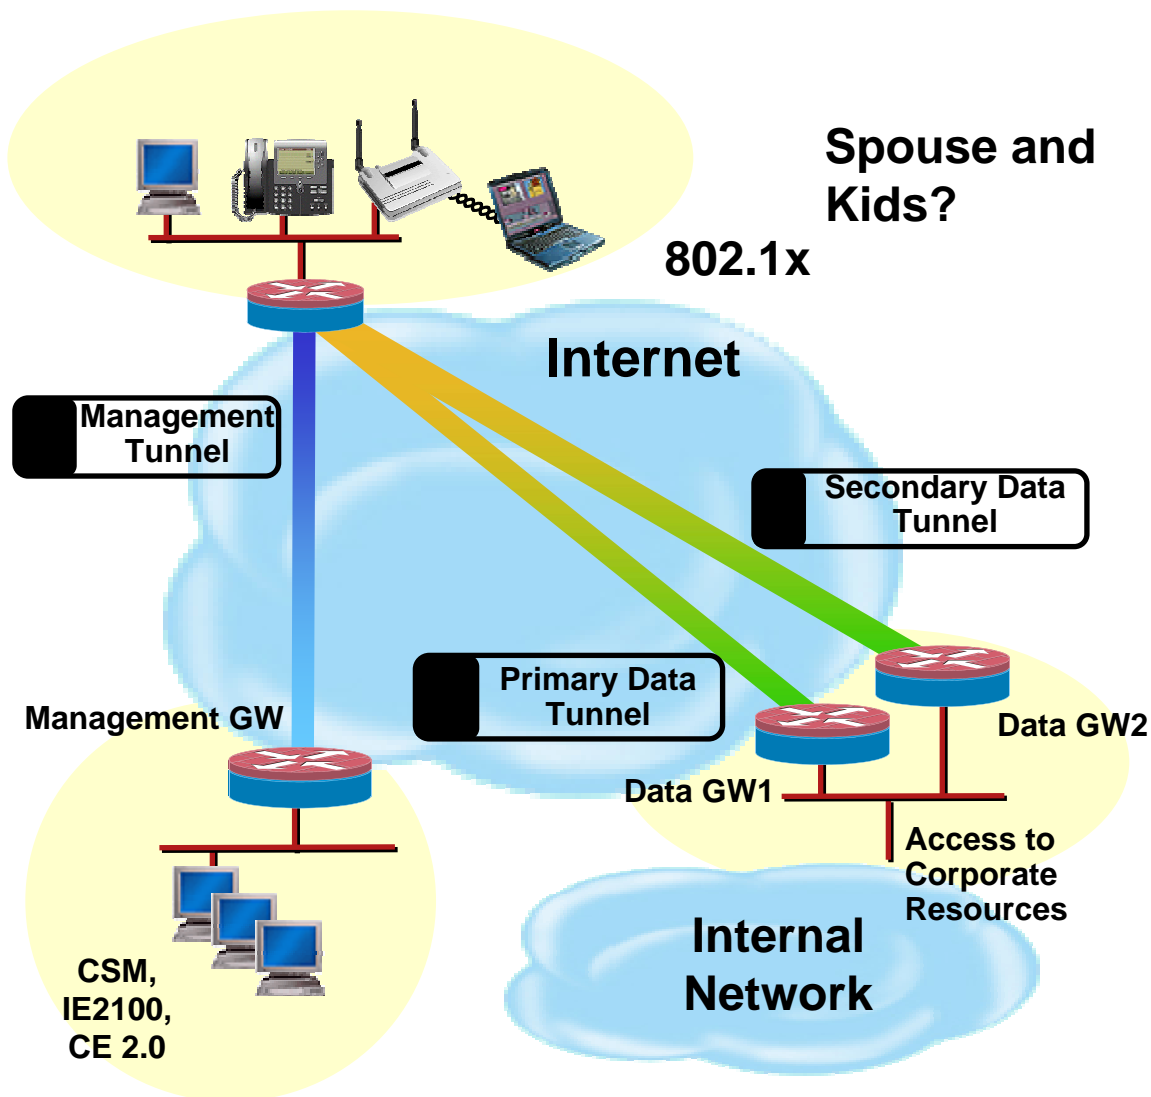 Spouse and
Kids?
802.1x
Internet
Management
Tunnel
Secondary Data
Tunnel
Primary Data
Tunnel
Management GW
Data GW2
Data GW1
Access to
Corporate
Resources
Internal
Network
CSM,
IE2100,
CE 2.0